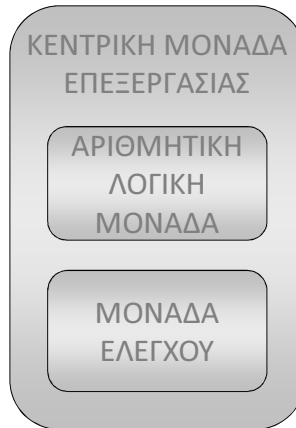 ΚΕΝΤΡΙΚΗ ΜΟΝΑΔΑ
ΕΠΕΞΕΡΓΑΣΙΑΣ
ΑΡΙΘΜΗΤΙΚΗ
ΛΟΓΙΚΗ
ΜΟΝΑΔΑ
ΜΟΝΑΔΑ
ΕΛΕΓΧΟΥ